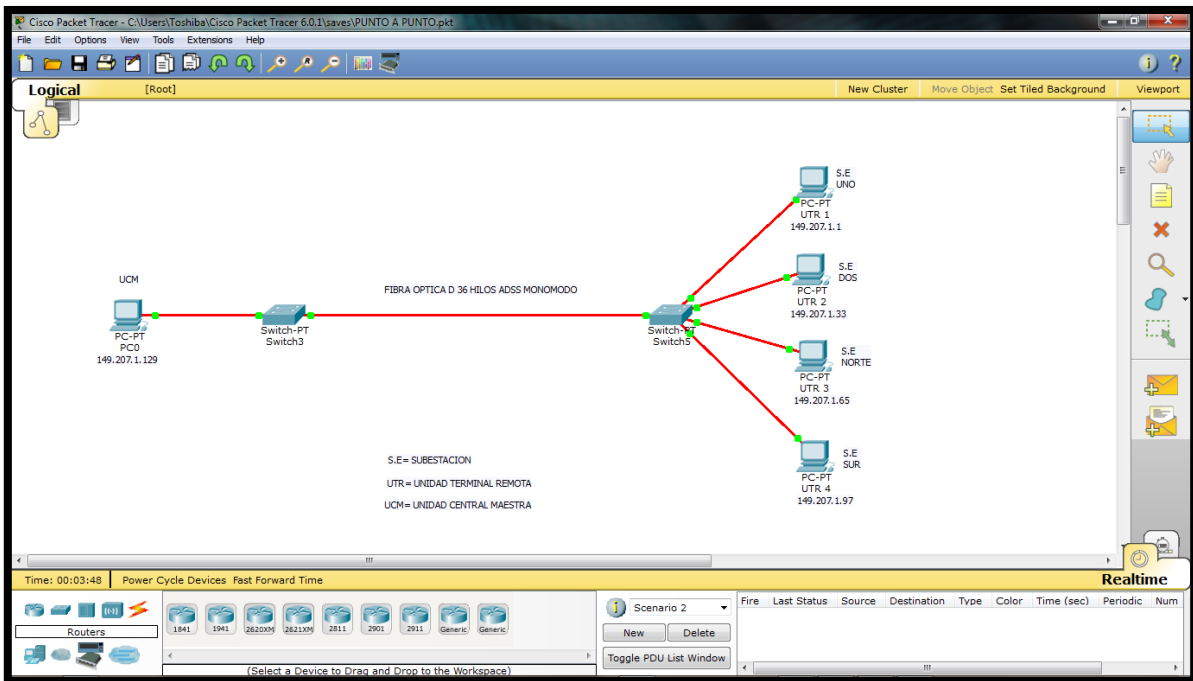 Cisco Packet Tracer - C:\Users\Toshiba\Cisco Packet Tracer 6.0.1\saves\PUNTO A PUNTO.pkt
File Edit Options View Tools Extensions Help
Logical [Root] New Cluster Move Object Set Tiled Background Viewport
S.E
UNO
PC-PT
UTR 1
149.207.1.1
S.E
DOS
PC-PT
UTR 2
149.207.1.33
UCM
FIBRA OPTICA D 36 HILOS ADSS MONOMODO
PC-PT
PC0
149.207.1.129
Switch-PT
Switch3
Switch-PT
Switch5
S.E
NORTE
PC-PT
UTR 3
149.207.1.65
S.E
SUR
PC-PT
UTR 4
149.207.1.97
S.E= SUBESTACION
UTR= UNIDAD TERMINAL REMOTA
UCM= UNIDAD CENTRAL MAESTRA
Time: 00:03:48 Power Cycle Devices Fast Forward Time Realtime
Routers
1841 1941 2620XM 2621XM 2811 2901 2911 Generic Generic
(Select a Device to Drag and Drop to the Workspace)
Scenario 2
New Delete
Toggle PDU List Window
Fire Last Status Source Destination Type Color Time (sec) Periodic Num